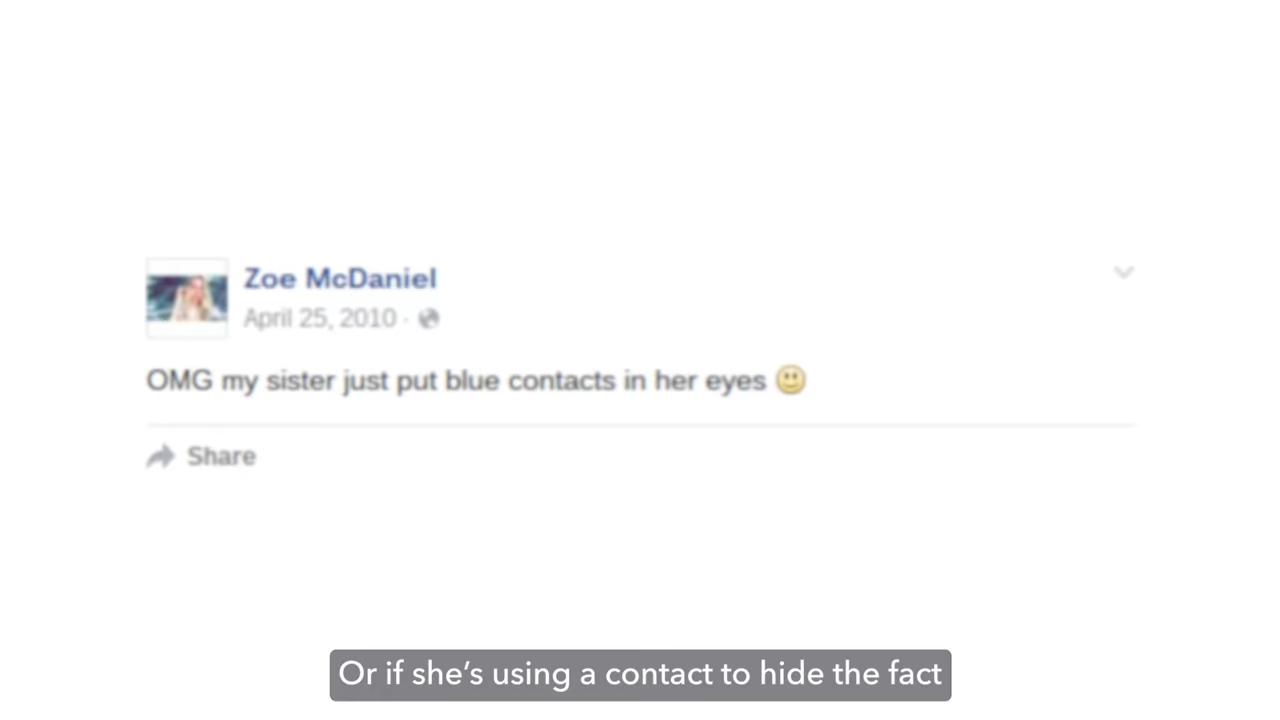 Zoe McDaniel
April 25, 2010 ·
OMG my sister just put blue contacts in her eyes 🙂
Share
Or if she’s using a contact to hide the fact